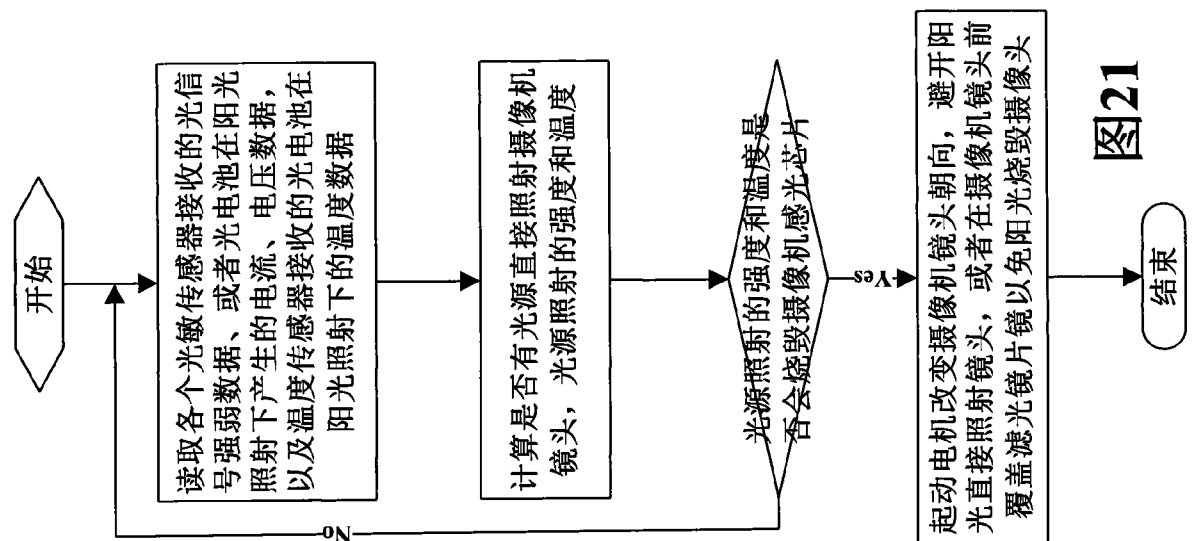 开始
读取各个光敏传感器接收的光信
号强弱数据、或者光电池在阳光
照射下产生的电流、电压数据,
以及温度传感器接收的光电池在
阳光照射下的温度数据
计算是否有光源直接照射摄像机
镜头，光源照射的强度和温度
光源照射的强度和温度是
否会烧毁摄像机感光芯片
No
Yes
起动电机改变摄像机镜头朝向，避开阳
光直接照射镜头，或者在摄像机镜头前
覆盖滤光镜片镜以免阳光烧毁摄像头
结束
图21